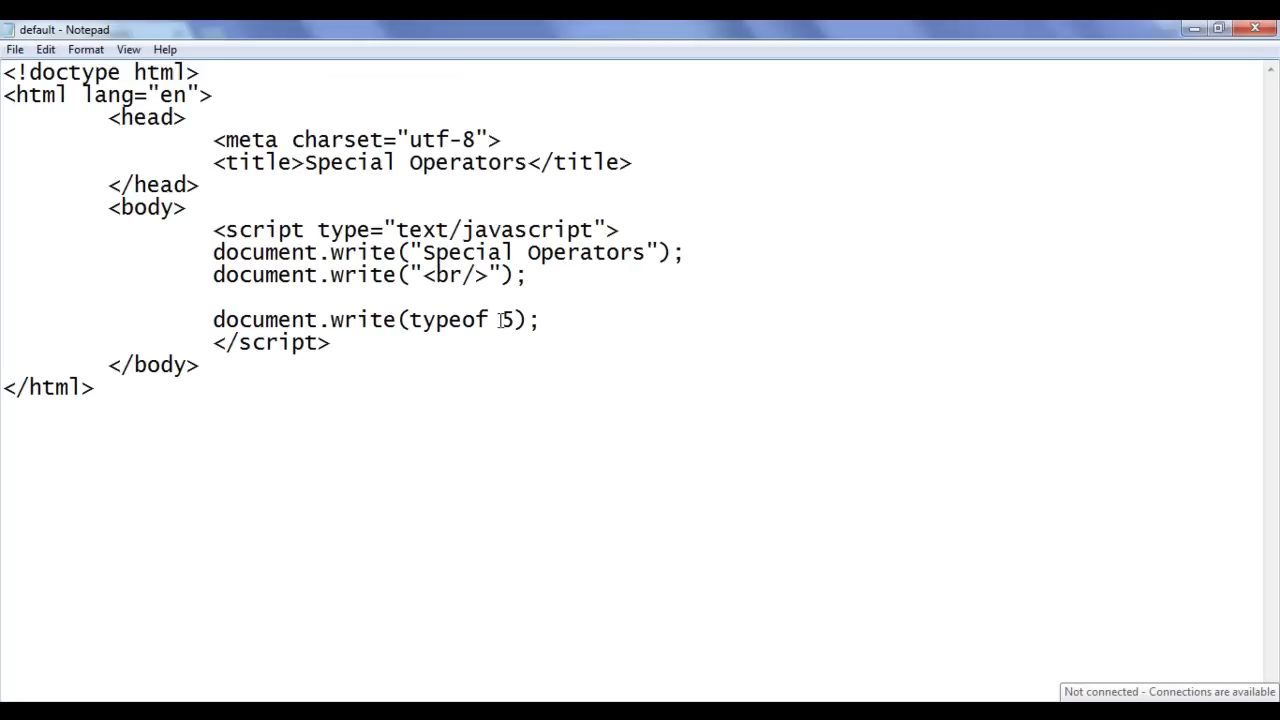 default - Notepad
File Edit Format View Help
<!doctype html>
<html lang="en">
<head>
<meta charset="utf-8">
<title>Special Operators</title>
</head>
<body>
<script type="text/javascript">
document.write("Special Operators");
document.write("<br/>");
document.write(typeof 5);
</script>
</body>
</html>
Not connected - Connections are available